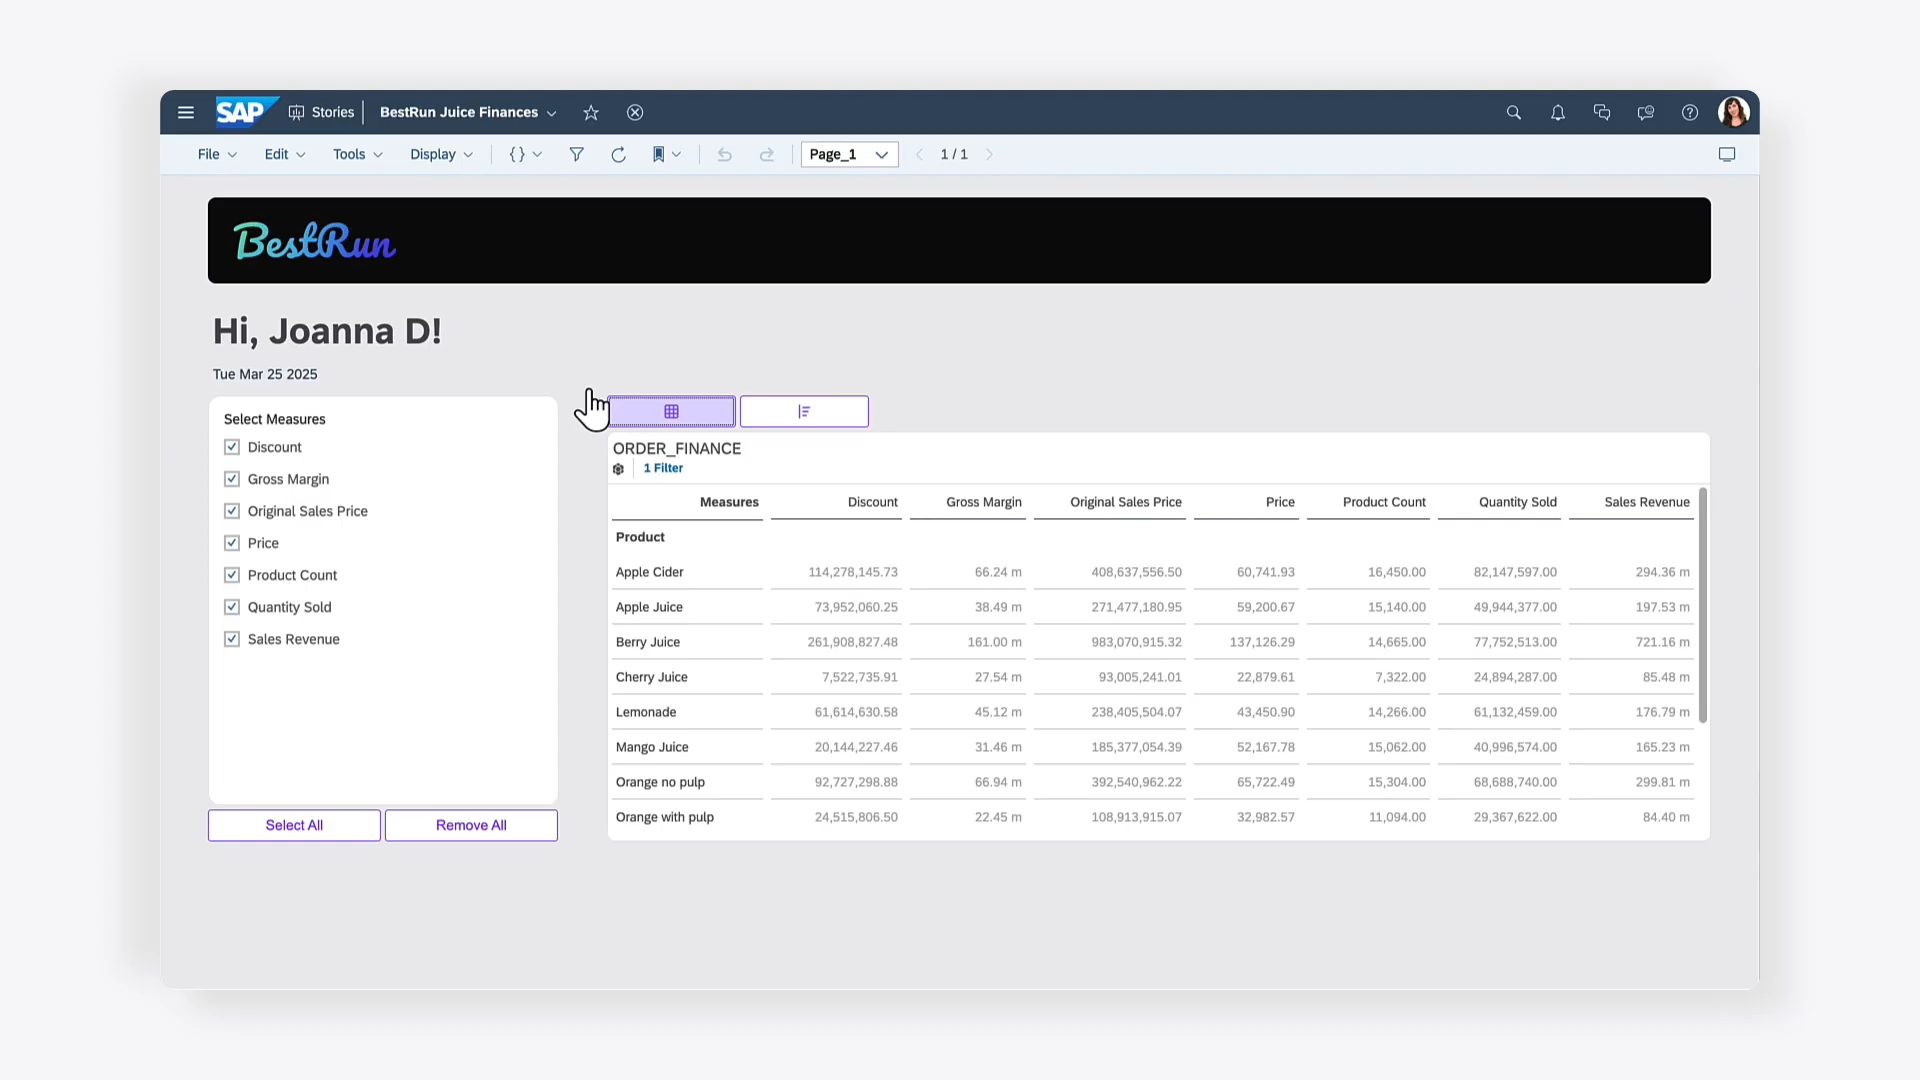 SAP Stories BestRun Juice Finances
File Edit Tools Display {} Page_1 1 / 1
BestRun
Hi, Joanna D!
Tue Mar 25 2025
Select Measures
Discount
Gross Margin
Original Sales Price
Price
Product Count
Quantity Sold
Sales Revenue
Select All Remove All
ORDER_FINANCE
1 Filter
Measures Discount Gross Margin Original Sales Price Price Product Count Quantity Sold Sales Revenue
Product
Apple Cider 114,278,145.73 66.24 m 408,637,556.50 60,741.93 16,450.00 82,147,597.00 294.36 m
Apple Juice 73,952,060.25 38.49 m 271,477,180.95 59,200.67 15,140.00 49,944,377.00 197.53 m
Berry Juice 261,908,827.48 161.00 m 983,070,915.32 137,126.29 14,665.00 77,752,513.00 721.16 m
Cherry Juice 7,522,735.91 27.54 m 93,005,241.01 22,879.61 7,322.00 24,894,287.00 85.48 m
Lemonade 61,614,630.58 45.12 m 238,405,504.07 43,450.90 14,266.00 61,132,459.00 176.79 m
Mango Juice 20,144,227.46 31.46 m 185,377,054.39 52,167.78 15,062.00 40,996,574.00 165.23 m
Orange no pulp 92,727,298.88 66.94 m 392,540,962.22 65,722.49 15,304.00 68,688,740.00 299.81 m
Orange with pulp 24,515,806.50 22.45 m 108,913,915.07 32,982.57 11,094.00 29,367,622.00 84.40 m